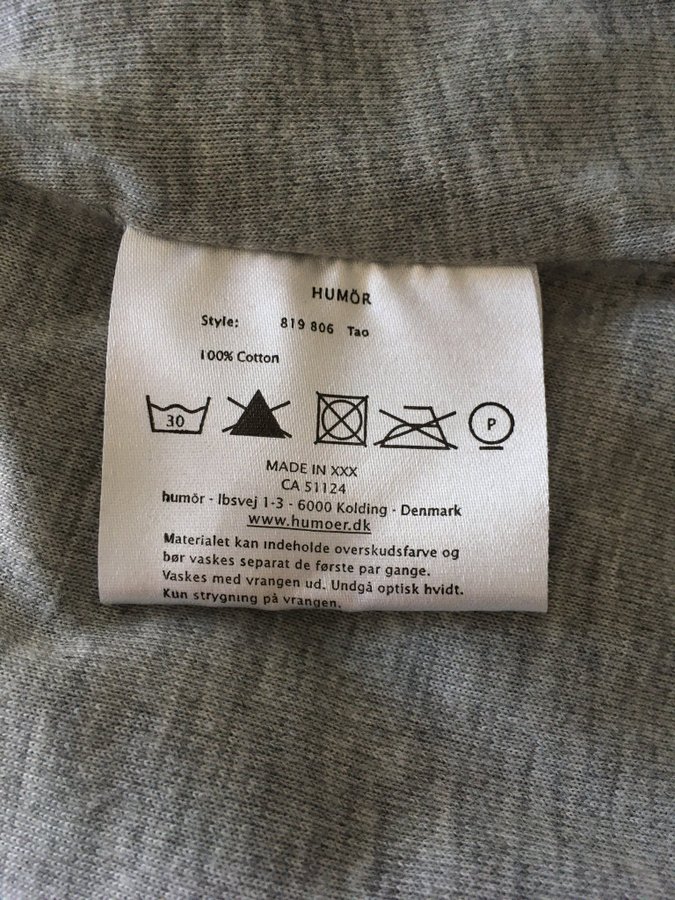 HUMÖR
Style: 819 806 Tao
100% Cotton
30 P
MADE IN XXX
CA 51124
humör - Ibsvej 1-3 - 6000 Kolding - Denmark
www.humoer.dk
Materialet kan indeholde overskudsfarve og
bør vaskes separat de første par gange.
Vaskes med vrangen ud. Undgå optisk hvidt.
Kun strygning på vrangen.